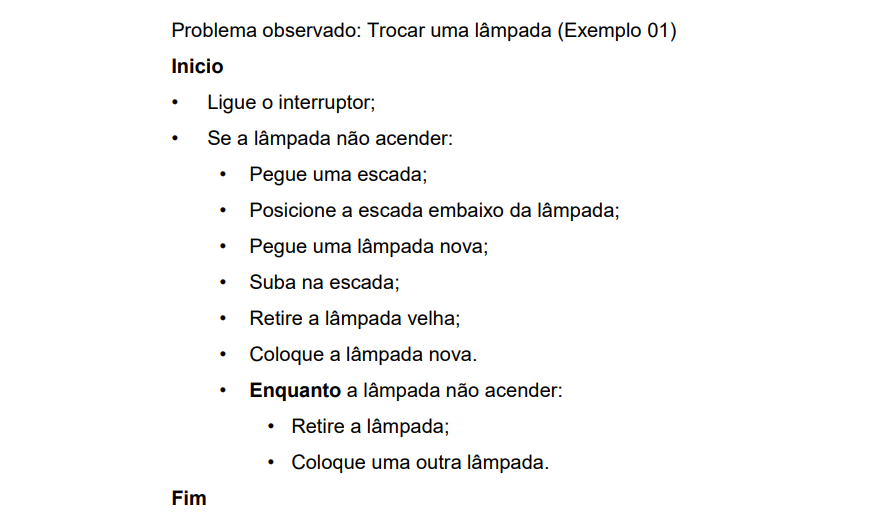 Problema observado: Trocar uma lâmpada (Exemplo 01)
Inicio
• Ligue o interruptor;
• Se a lâmpada não acender:
• Pegue uma escada;
• Posicione a escada embaixo da lâmpada;
• Pegue uma lâmpada nova;
• Suba na escada;
• Retire a lâmpada velha;
• Coloque a lâmpada nova.
• Enquanto a lâmpada não acender:
• Retire a lâmpada;
• Coloque uma outra lâmpada.
Fim